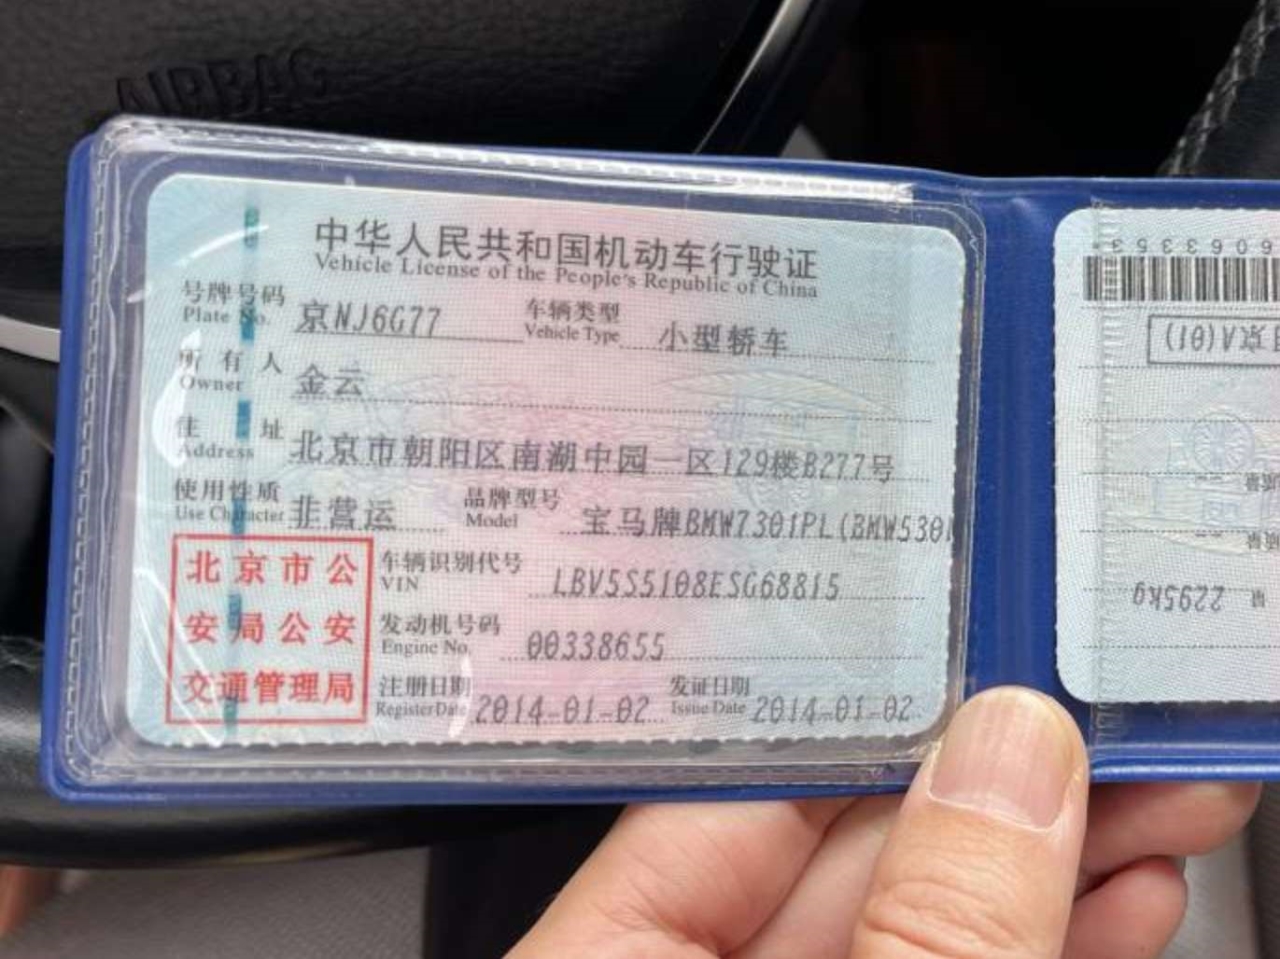 AIRBAG
中华人民共和国机动车行驶证
Vehicle License of the People's Republic of China
号牌号码 京NJ6G77 车辆类型 小型轿车
Plate No. Vehicle Type
所有人 金云
Owner
住址 北京市朝阳区南湖中园一区129楼B277号
Address
使用性质 非营运 品牌型号 宝马牌BMW7301PL(BMW5301
Use Character Model
北京市公
安局公安
交通管理局
车辆识别代号 LBV5S5108ESG68815
VIN
发动机号码 00338655
Engine No.
注册日期 2014-01-02 发证日期 2014-01-02
Register Date Issue Date
606335 3*
京A(01)
2295kg